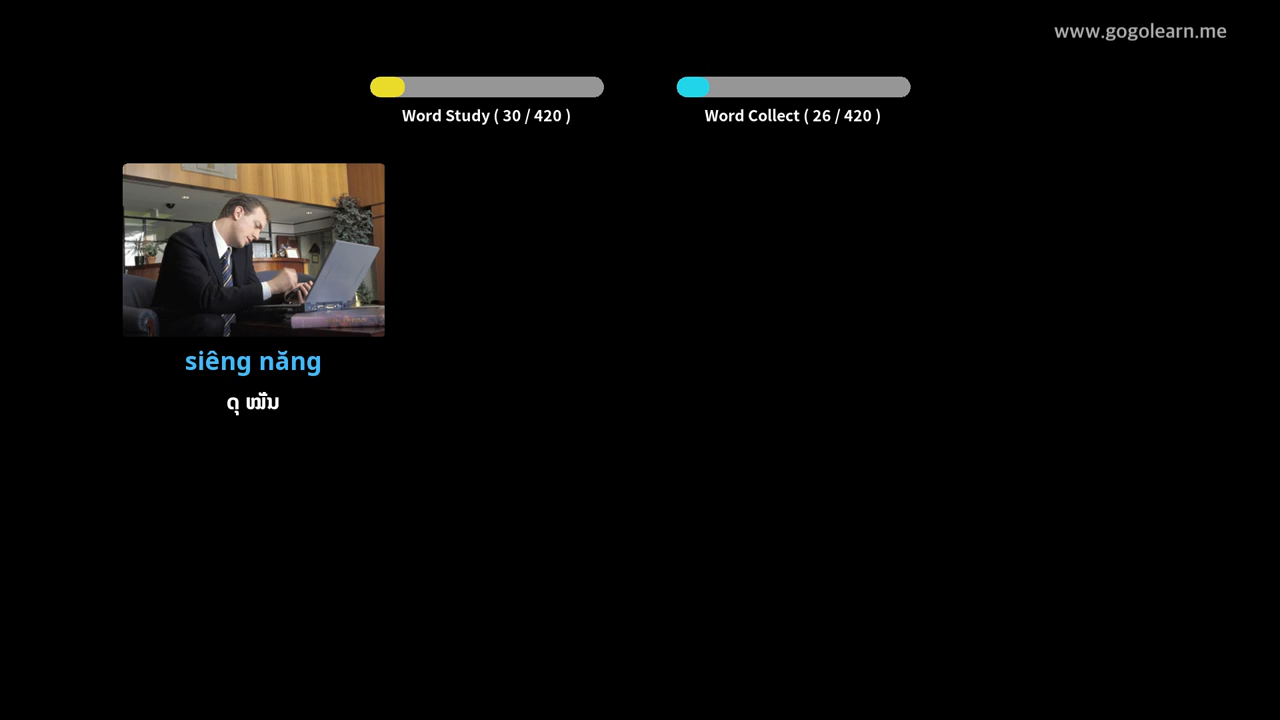 www.gogolearn.me
Word Study ( 30 / 420 )
Word Collect ( 26 / 420 )
siêng năng
ດຸ ໝັ່ນ